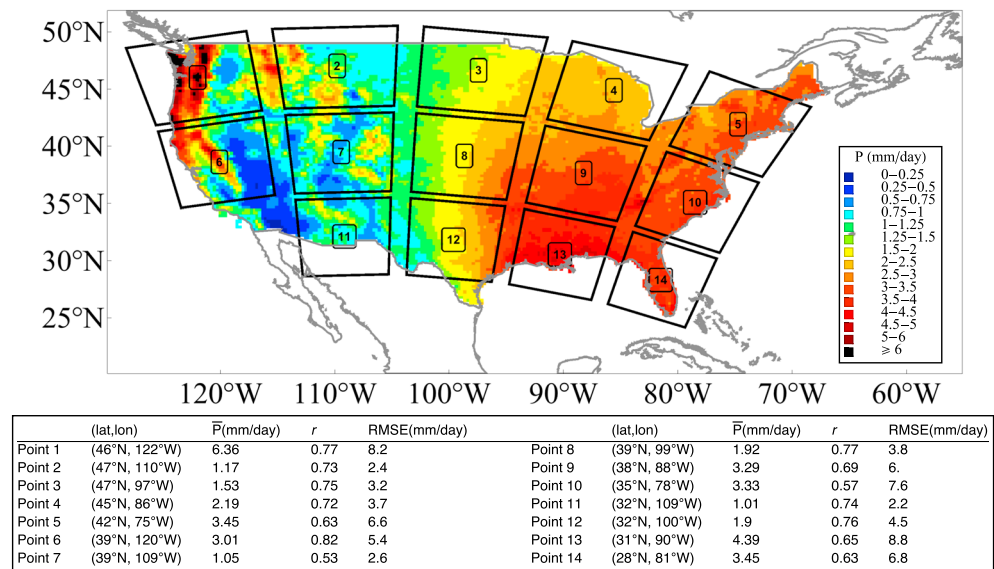 50°N
45°N
40°N
35°N
30°N
25°N
120°W 110°W 100°W 90°W 80°W 70°W 60°W
2
3
4
5
6
7
8
9
10
11
12
13
14
P (mm/day)
0−0.25
0.25−0.5
0.5−0.75
0.75−1
1−1.25
1.25−1.5
1.5−2
2−2.5
2.5−3
3−3.5
3.5−4
4−4.5
4.5−5
5−6
⩾ 6
(lat,lon) P̅(mm/day) r RMSE(mm/day) (lat,lon) P̅(mm/day) r RMSE(mm/day)
Point 1 (46°N, 122°W) 6.36 0.77 8.2 Point 8 (39°N, 99°W) 1.92 0.77 3.8
Point 2 (47°N, 110°W) 1.17 0.73 2.4 Point 9 (38°N, 88°W) 3.29 0.69 6.
Point 3 (47°N, 97°W) 1.53 0.75 3.2 Point 10 (35°N, 78°W) 3.33 0.57 7.6
Point 4 (45°N, 86°W) 2.19 0.72 3.7 Point 11 (32°N, 109°W) 1.01 0.74 2.2
Point 5 (42°N, 75°W) 3.45 0.63 6.6 Point 12 (32°N, 100°W) 1.9 0.76 4.5
Point 6 (39°N, 120°W) 3.01 0.82 5.4 Point 13 (31°N, 90°W) 4.39 0.65 8.8
Point 7 (39°N, 109°W) 1.05 0.53 2.6 Point 14 (28°N, 81°W) 3.45 0.63 6.8